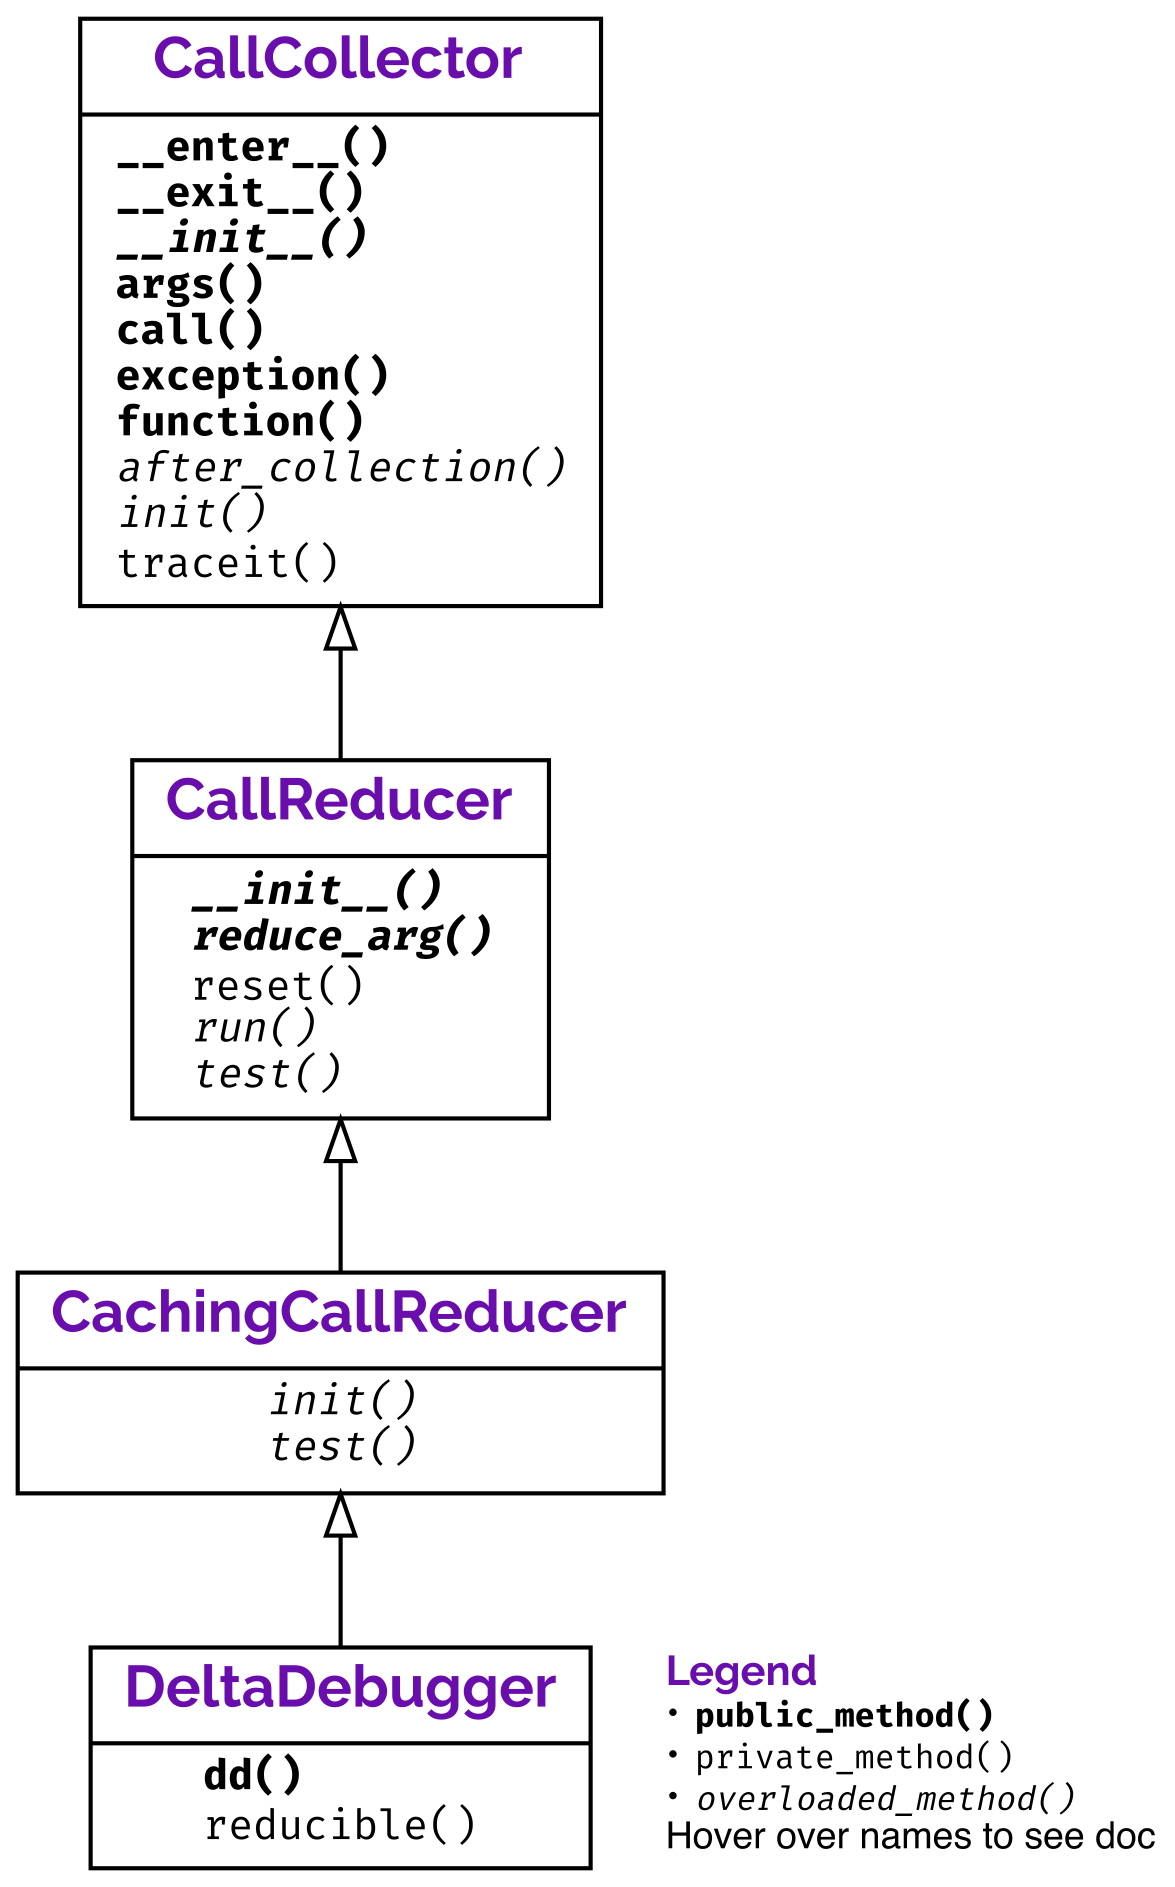 CallCollector
__enter__()
__exit__()
__init__()
args()
call()
exception()
function()
after_collection()
init()
traceit()
CallReducer
__init__()
reduce_arg()
reset()
run()
test()
CachingCallReducer
init()
test()
DeltaDebugger
dd()
reducible()
Legend
• public_method()
• private_method()
• overloaded_method()
Hover over names to see doc